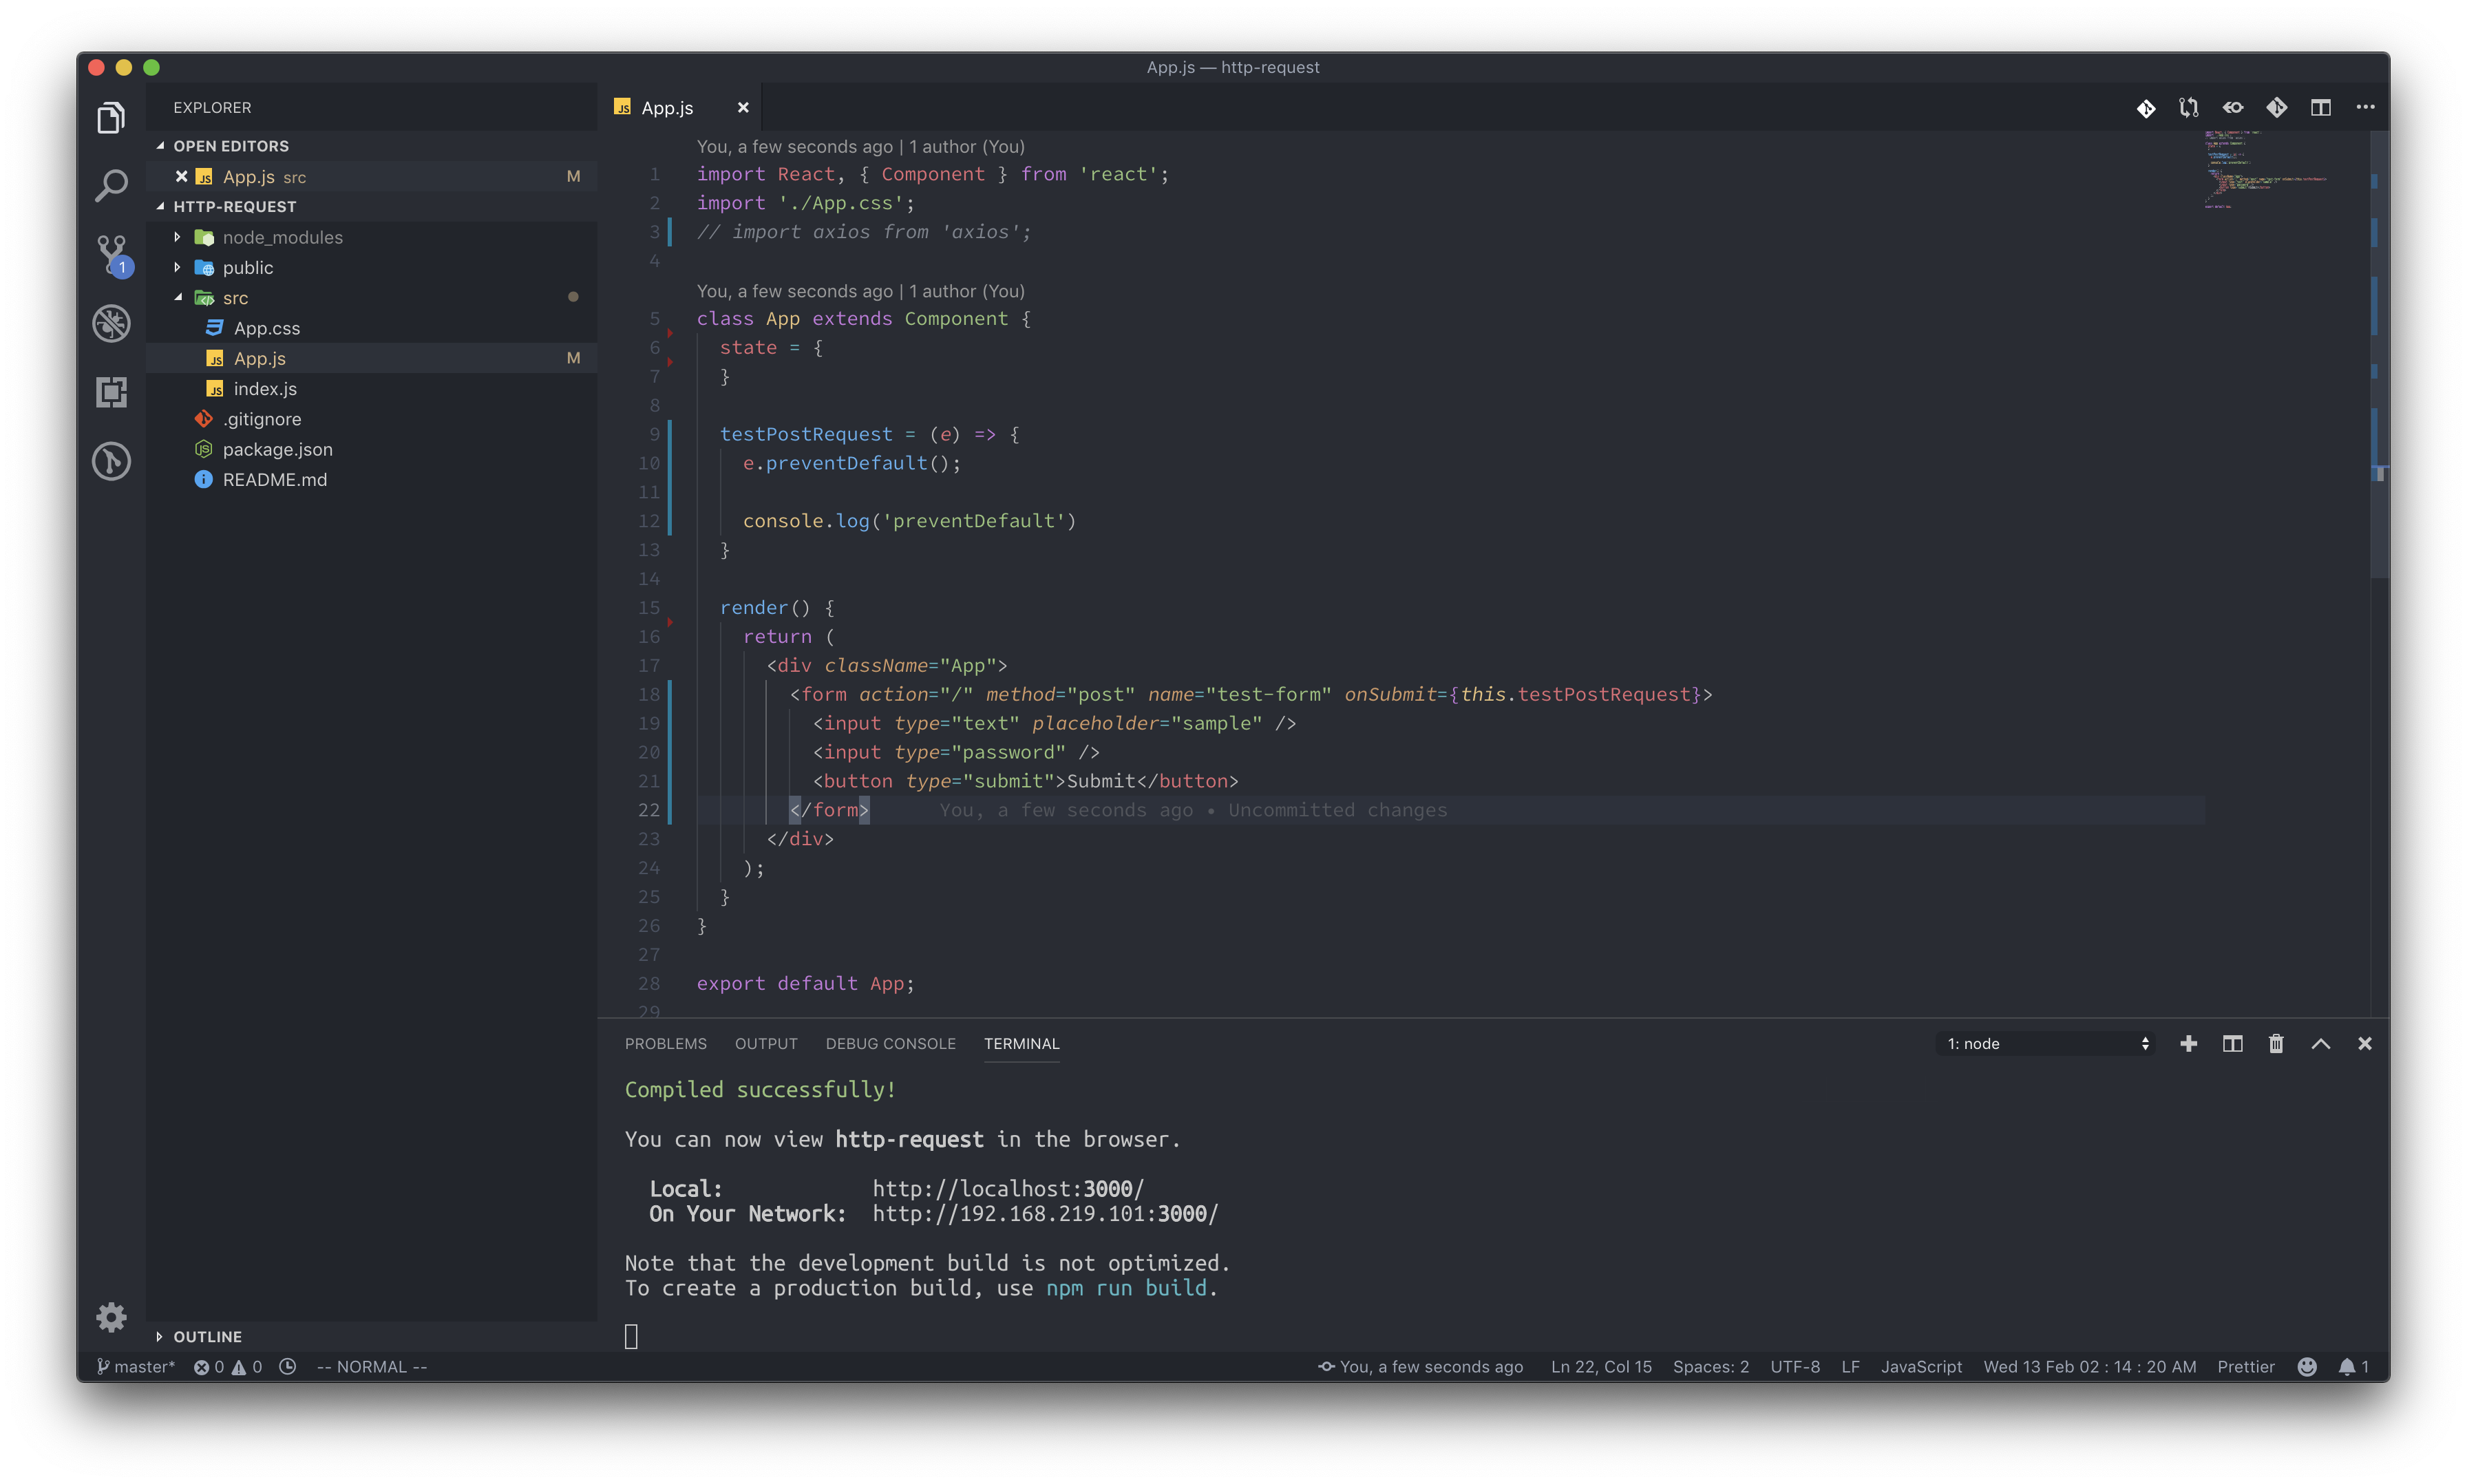 App.js — http-request
EXPLORER
OPEN EDITORS
App.js src M
HTTP-REQUEST
node_modules
public
src
App.css
App.js M
index.js
.gitignore
package.json
README.md
OUTLINE
1
App.js
You, a few seconds ago | 1 author (You)
1 import React, { Component } from 'react';
2 import './App.css';
3 // import axios from 'axios';
4
You, a few seconds ago | 1 author (You)
5 class App extends Component {
6 state = {
7 }
8
9 testPostRequest = (e) => {
10 e.preventDefault();
11
12 console.log('preventDefault')
13 }
14
15 render() {
16 return (
17 <div className="App">
18 <form action="/" method="post" name="test-form" onSubmit={this.testPostRequest}>
19 <input type="text" placeholder="sample" />
20 <input type="password" />
21 <button type="submit">Submit</button>
22 </form> You, a few seconds ago • Uncommitted changes
23 </div>
24 );
25 }
26 }
27
28 export default App;
29
PROBLEMS OUTPUT DEBUG CONSOLE TERMINAL 1: node
Compiled successfully!
You can now view http-request in the browser.
Local: http://localhost:3000/
On Your Network: http://192.168.219.101:3000/
Note that the development build is not optimized.
To create a production build, use npm run build.
master* 0 0 -- NORMAL -- You, a few seconds ago Ln 22, Col 15 Spaces: 2 UTF-8 LF JavaScript Wed 13 Feb 02 : 14 : 20 AM Prettier 1